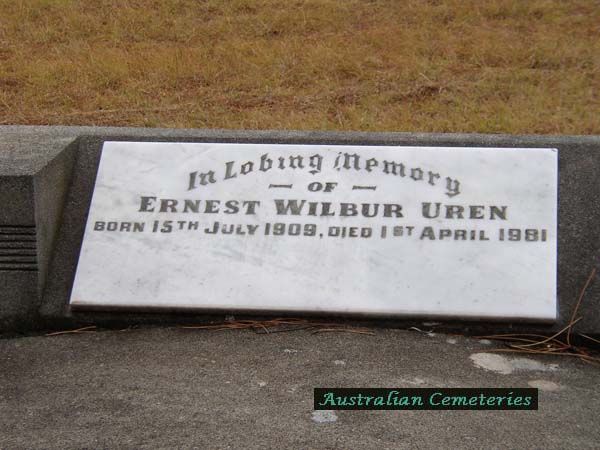 In Loving Memory
— OF —
ERNEST WILBUR UREN
BORN 15TH JULY 1909, DIED 1ST APRIL 1981
Australian Cemeteries